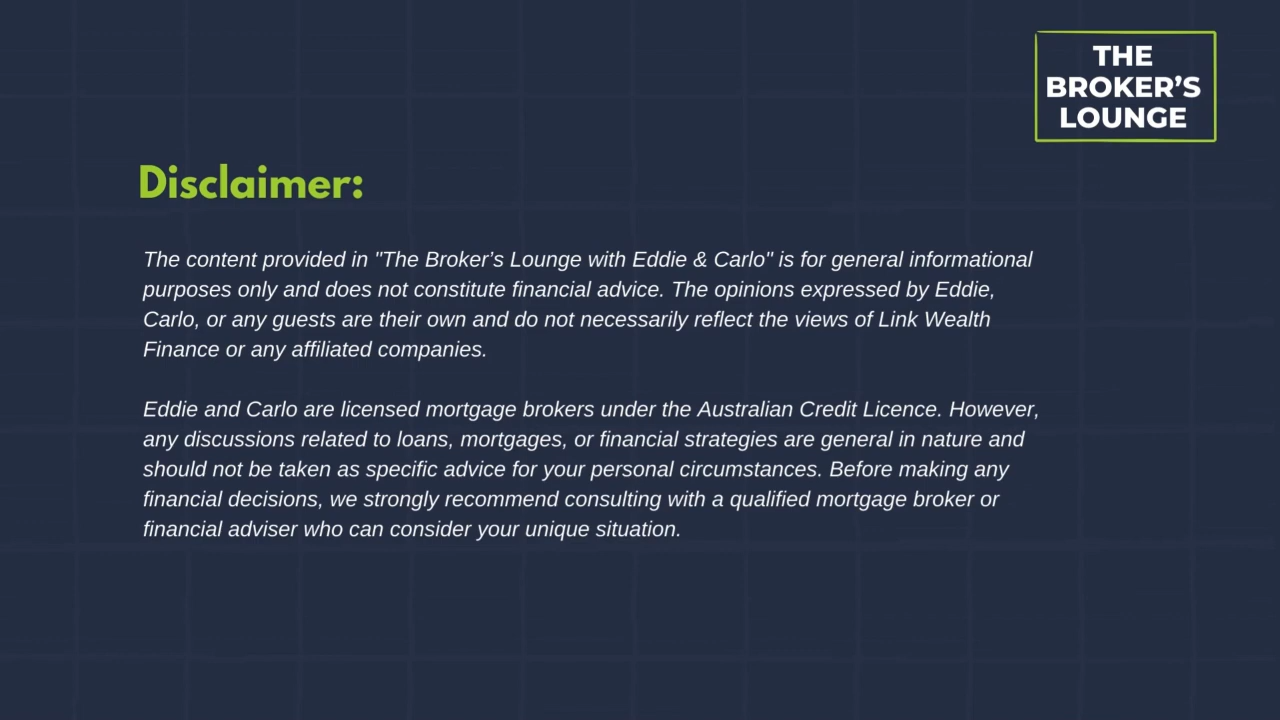 THE
BROKER’S
LOUNGE
Disclaimer:
The content provided in "The Broker’s Lounge with Eddie & Carlo" is for general informational
purposes only and does not constitute financial advice. The opinions expressed by Eddie,
Carlo, or any guests are their own and do not necessarily reflect the views of Link Wealth
Finance or any affiliated companies.
Eddie and Carlo are licensed mortgage brokers under the Australian Credit Licence. However,
any discussions related to loans, mortgages, or financial strategies are general in nature and
should not be taken as specific advice for your personal circumstances. Before making any
financial decisions, we strongly recommend consulting with a qualified mortgage broker or
financial adviser who can consider your unique situation.